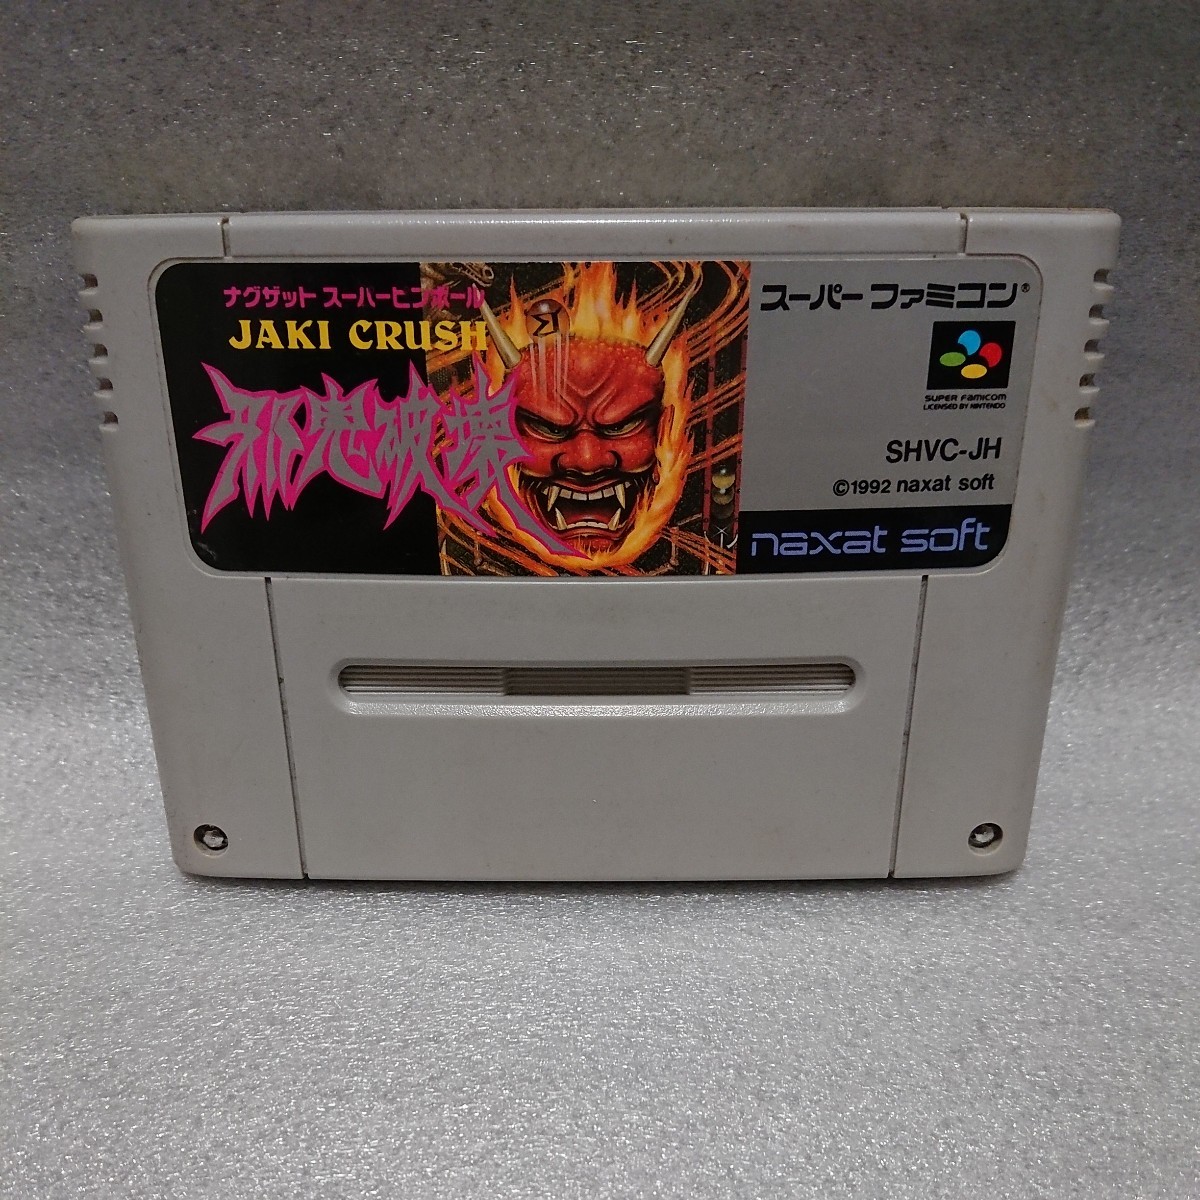 ナグザット スーパーピンボール
JAKI CRUSH
邪鬼破壊
スーパーファミコン®
SUPER FAMICOM
LICENSED BY NINTENDO
SHVC-JH
©1992 naxat soft
naxat soft